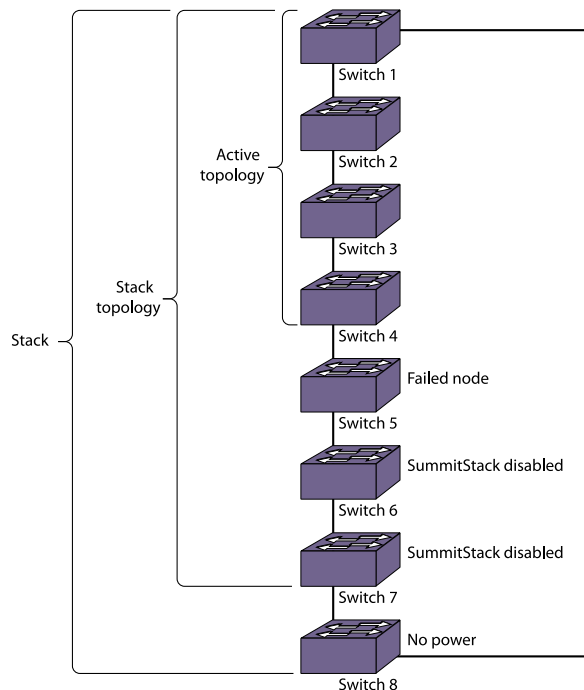 Switch 1
Switch 2
Active
topology
Switch 3
Stack
topology
Stack
Switch 4
Failed node
Switch 5
SummitStack disabled
Switch 6
SummitStack disabled
Switch 7
No power
Switch 8